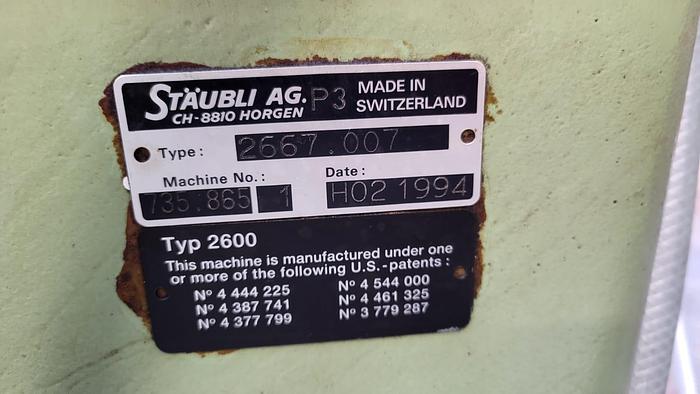 STÄUBLI AG. P3 MADE IN
CH-8810 HORGEN SWITZERLAND
Type: 2667.007
Machine No.: Date:
735.865 1 H02 1994
Typ 2600
This machine is manufactured under one
or more of the following U.S.-patents :
Nº 4 444 225 Nº 4 544 000
Nº 4 387 741 Nº 4 461 325
Nº 4 377 799 Nº 3 779 287